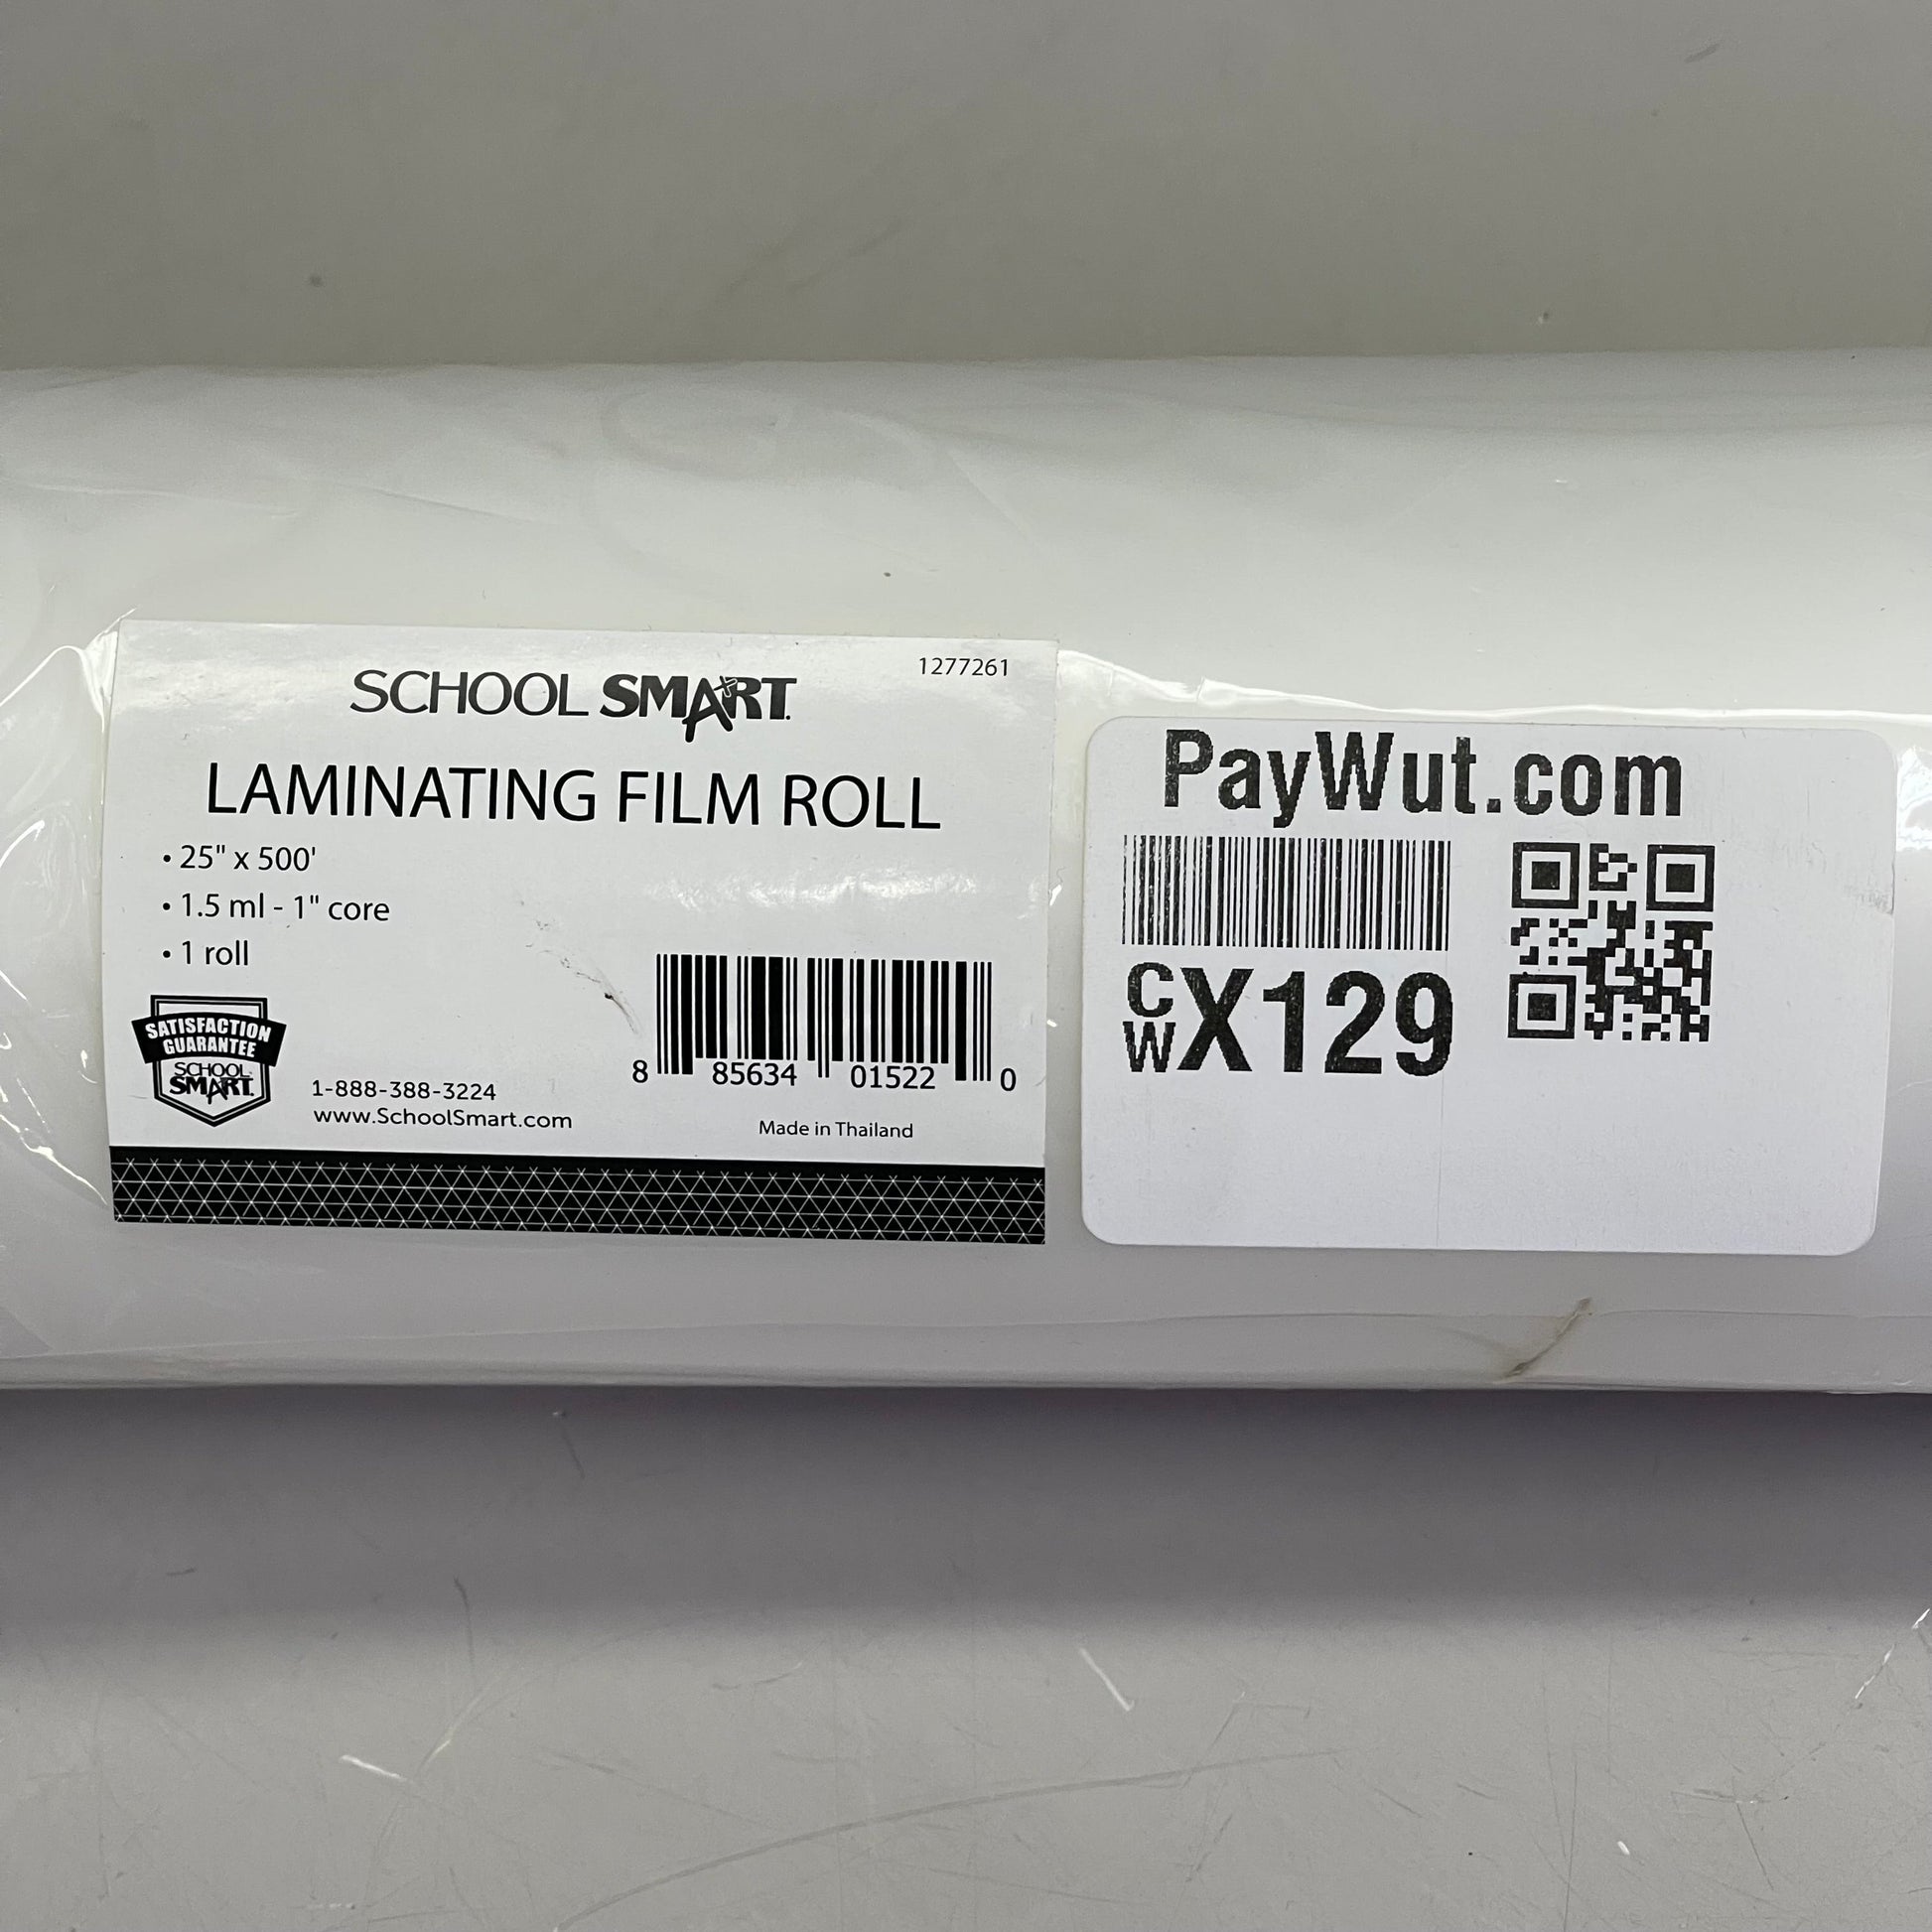 SCHOOL SMART.
1277261
LAMINATING FILM ROLL
• 25" x 500'
• 1.5 ml - 1" core
• 1 roll
SATISFACTION
GUARANTEE
SCHOOL
SMART.
1-888-388-3224
www.SchoolSmart.com
8 85634 01522 0
Made in Thailand
PayWut.com
CW X129